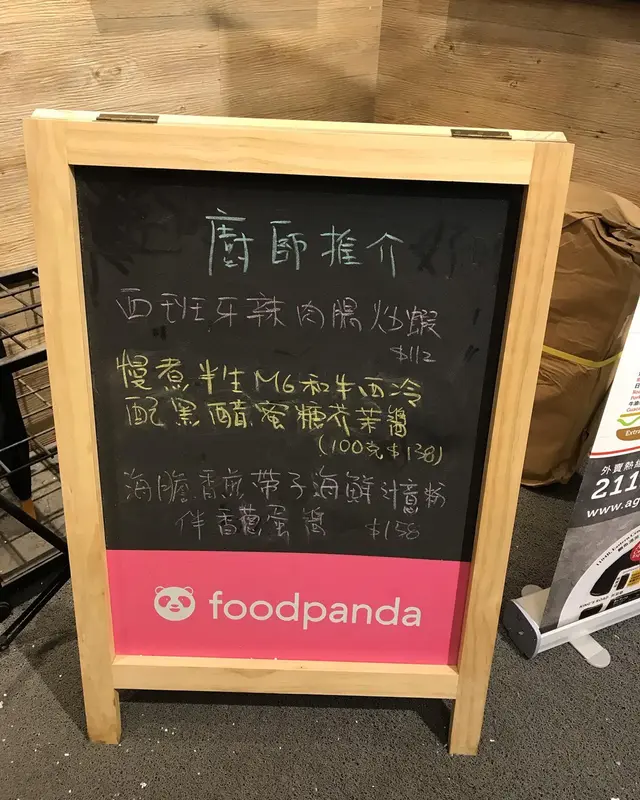 廚師推介
西班牙辣肉腸炒蝦
$112
慢煮半生M6和牛西冷
配黑醋蜜糖芥茉醬
(100克$138)
海膽香煎帶子海鮮汁意粉
伴香蔥蛋醬 $158
foodpanda
外賣熱
211
www.ag